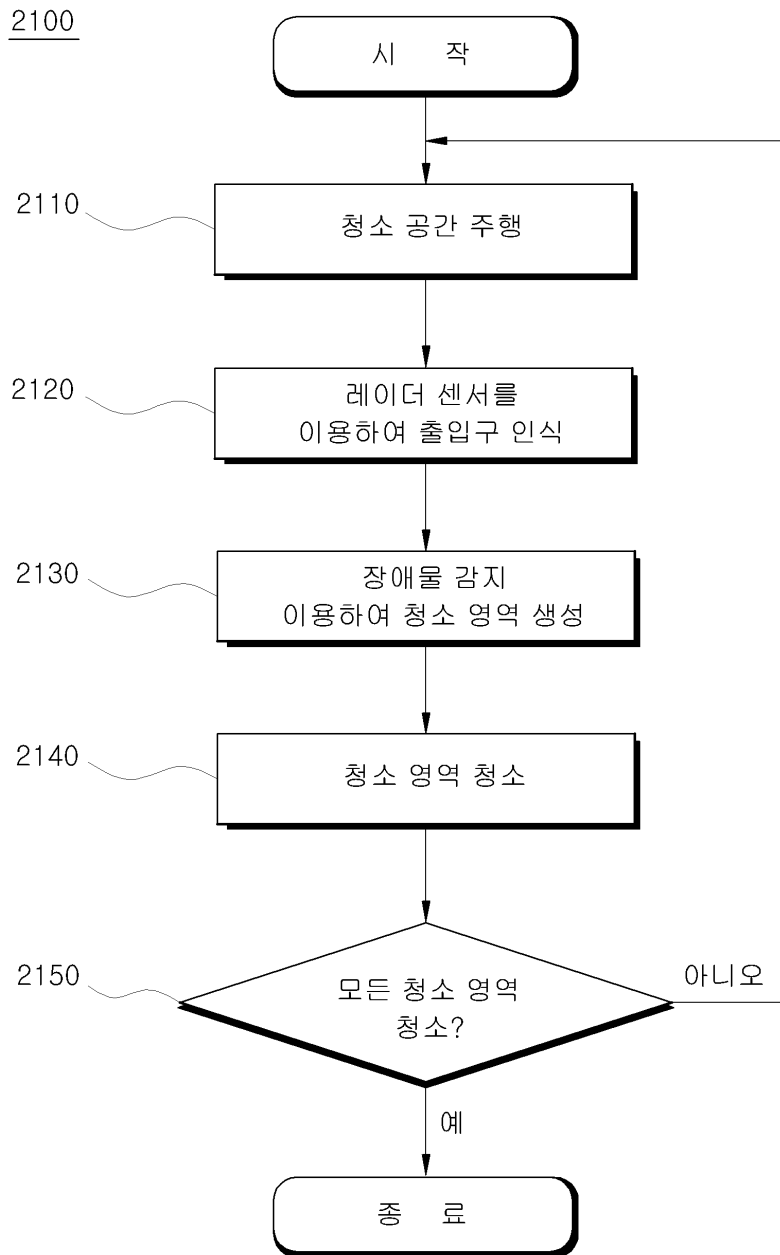 2100
시 작
2110
청소 공간 주행
2120
레이더 센서를
이용하여 출입구 인식
2130
장애물 감지
이용하여 청소 영역 생성
2140
청소 영역 청소
2150
모든 청소 영역
청소?
아니오
예
종 료